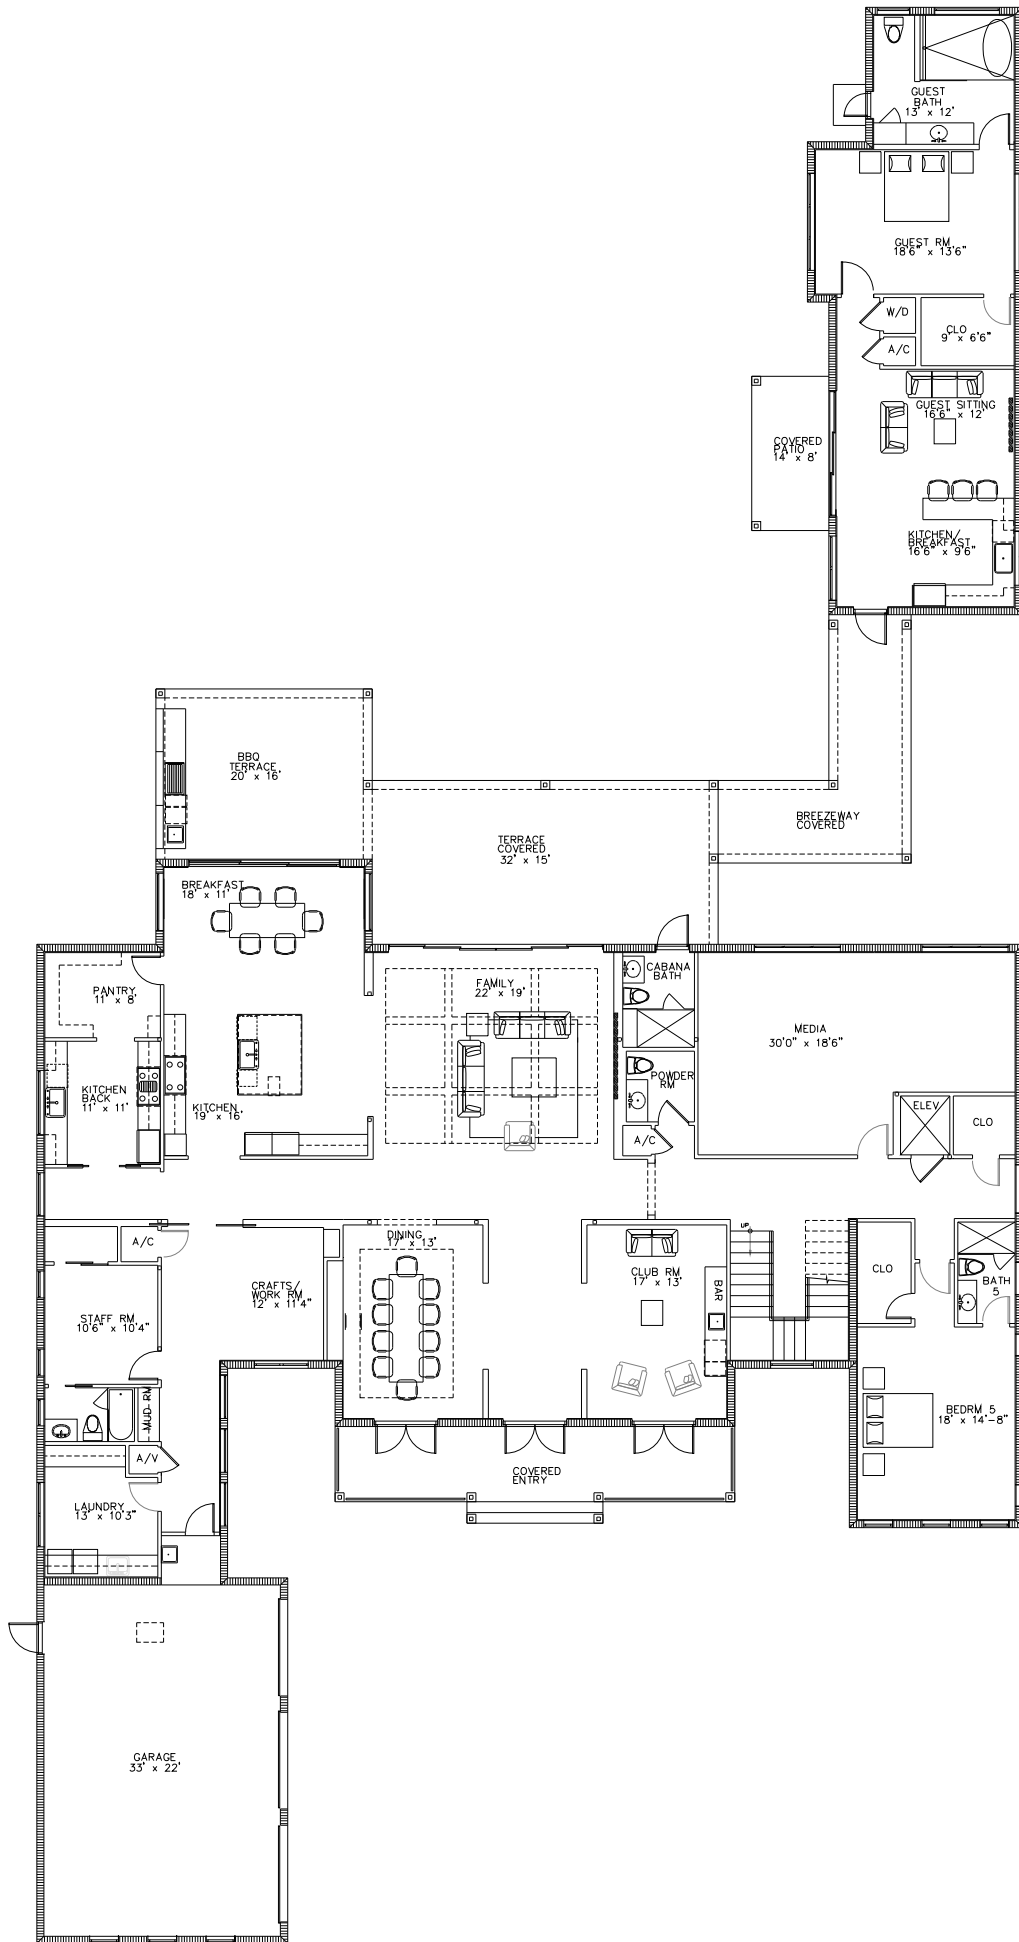 GUEST
BATH
13' x 12'
GUEST RM
18'6" x 13'6"
W/D
CLO
9' x 6'6"
A/C
GUEST SITTING
16'6" x 12'
COVERED
PATIO
14' x 8'
KITCHEN/
BREAKFAST
16'6" x 9'6"
BBQ
TERRACE
20' x 16'
BREEZEWAY
COVERED
TERRACE
COVERED
32' x 15'
BREAKFAST
18' x 11'
PANTRY
11' x 8'
FAMILY
22' x 19'
CABANA
BATH
MEDIA
30'0" x 18'6"
KITCHEN
BACK
11' x 11'
KITCHEN
19' x 16'
POWDER
RM
A/C
ELEV
CLO
A/C
DINING
17' x 13'
UP
CRAFTS/
WORK RM
12' x 11'4"
CLUB RM
17' x 13'
BAR
CLO
BATH
5
STAFF RM
10'6" x 10'4"
MUD RM
BEDRM 5
18' x 14'-8"
A/V
COVERED
ENTRY
LAUNDRY
13' x 10'3"
GARAGE
33' x 22'